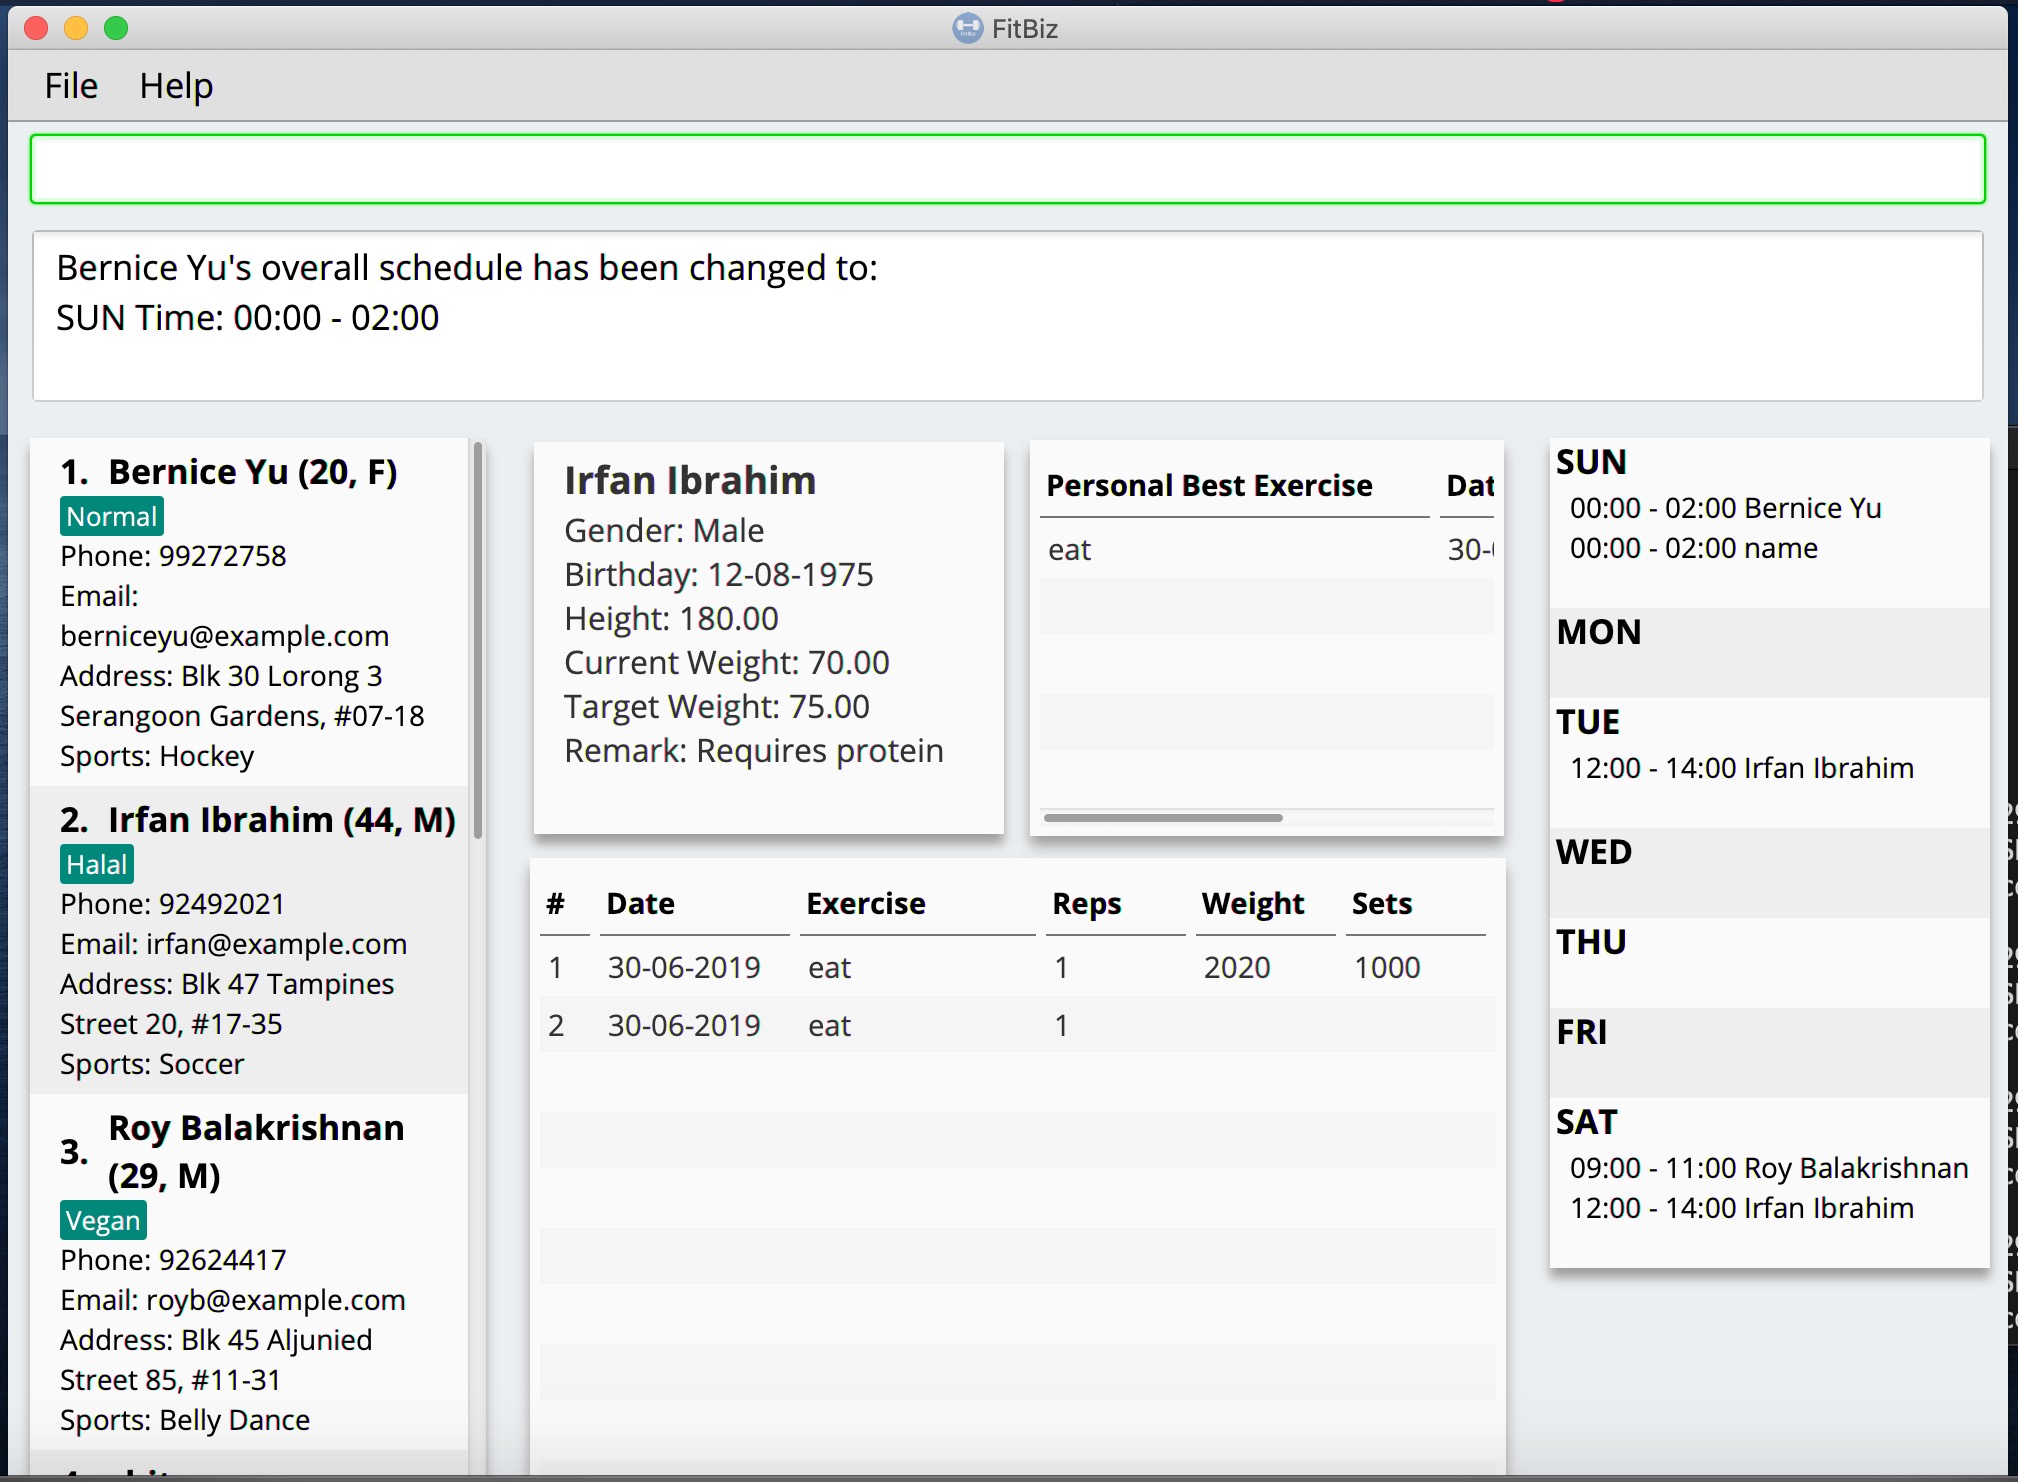 FitBiz
File Help
Bernice Yu's overall schedule has been changed to:
SUN Time: 00:00 - 02:00
1. Bernice Yu (20, F)
Normal
Phone: 99272758
Email:
berniceyu@example.com
Address: Blk 30 Lorong 3
Serangoon Gardens, #07-18
Sports: Hockey
2. Irfan Ibrahim (44, M)
Halal
Phone: 92492021
Email: irfan@example.com
Address: Blk 47 Tampines
Street 20, #17-35
Sports: Soccer
3. Roy Balakrishnan
(29, M)
Vegan
Phone: 92624417
Email: royb@example.com
Address: Blk 45 Aljunied
Street 85, #11-31
Sports: Belly Dance
Irfan Ibrahim
Gender: Male
Birthday: 12-08-1975
Height: 180.00
Current Weight: 70.00
Target Weight: 75.00
Remark: Requires protein
Personal Best Exercise Dat
eat 30-
# Date Exercise Reps Weight Sets
1 30-06-2019 eat 1 2020 1000
2 30-06-2019 eat 1
SUN
00:00 - 02:00 Bernice Yu
00:00 - 02:00 name
MON
TUE
12:00 - 14:00 Irfan Ibrahim
WED
THU
FRI
SAT
09:00 - 11:00 Roy Balakrishnan
12:00 - 14:00 Irfan Ibrahim